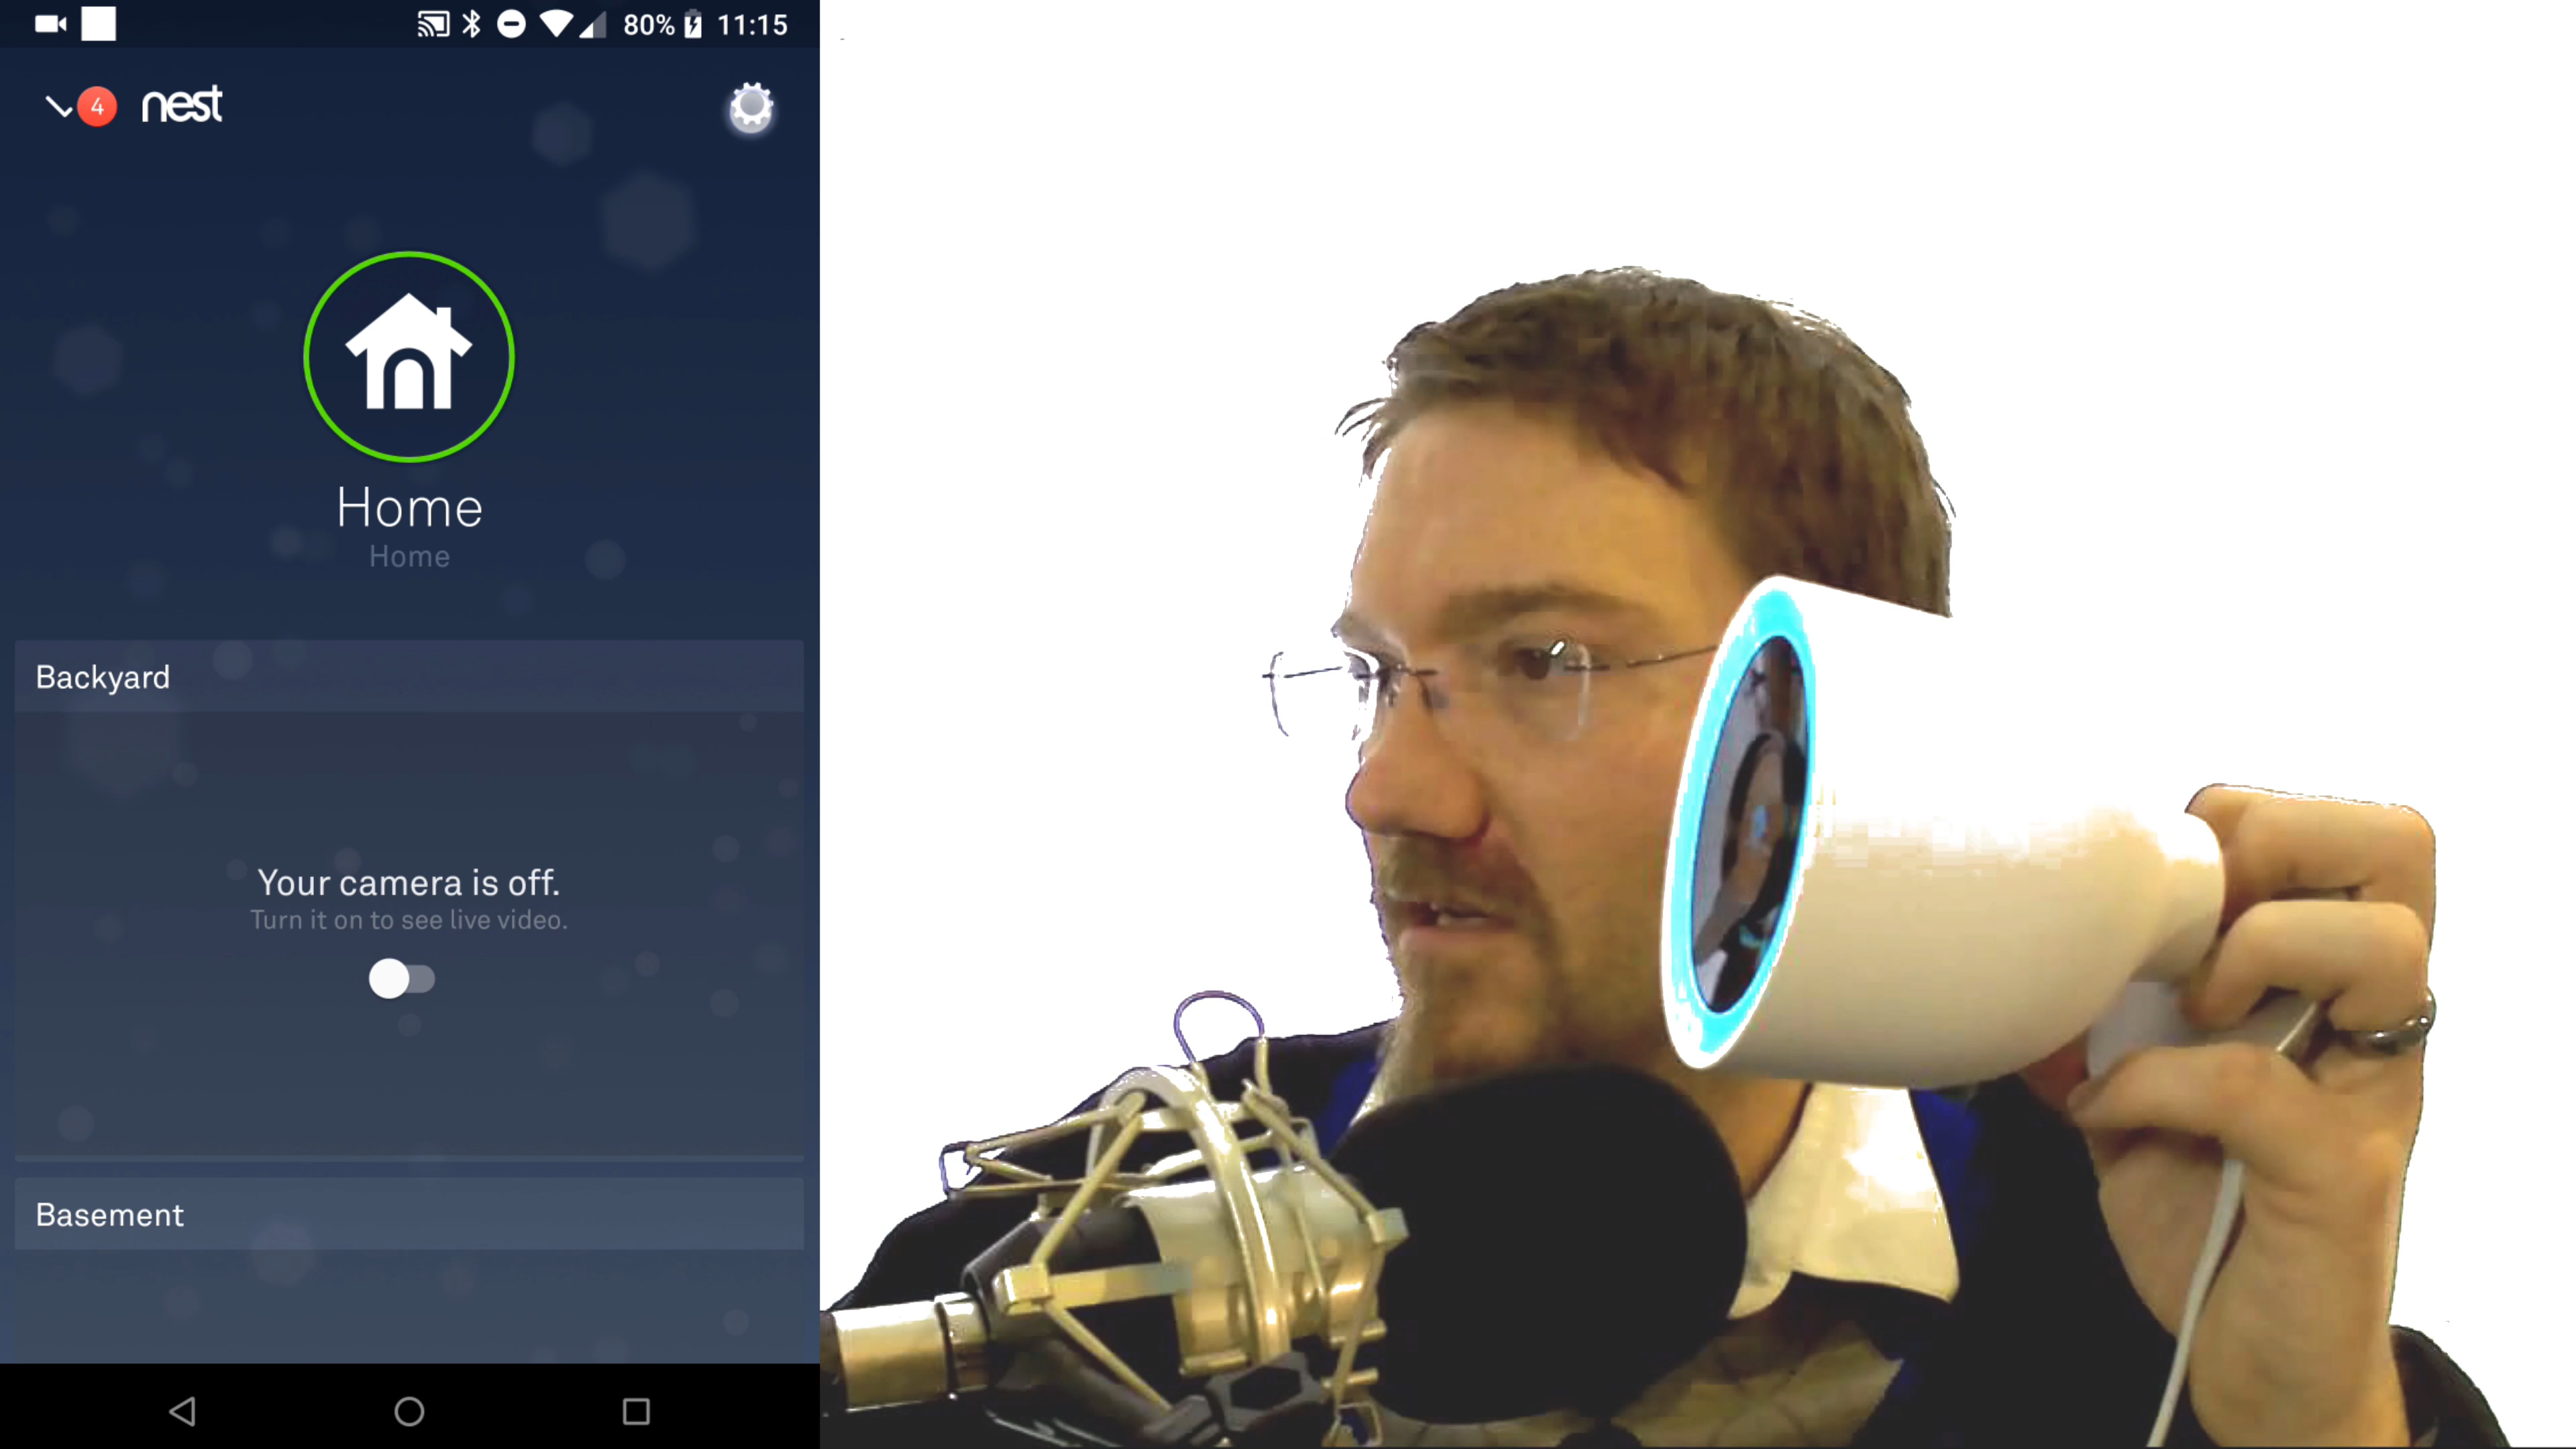 80% 11:15
4 nest
Home
Home
Backyard
Your camera is off.
Turn it on to see live video.
Basement